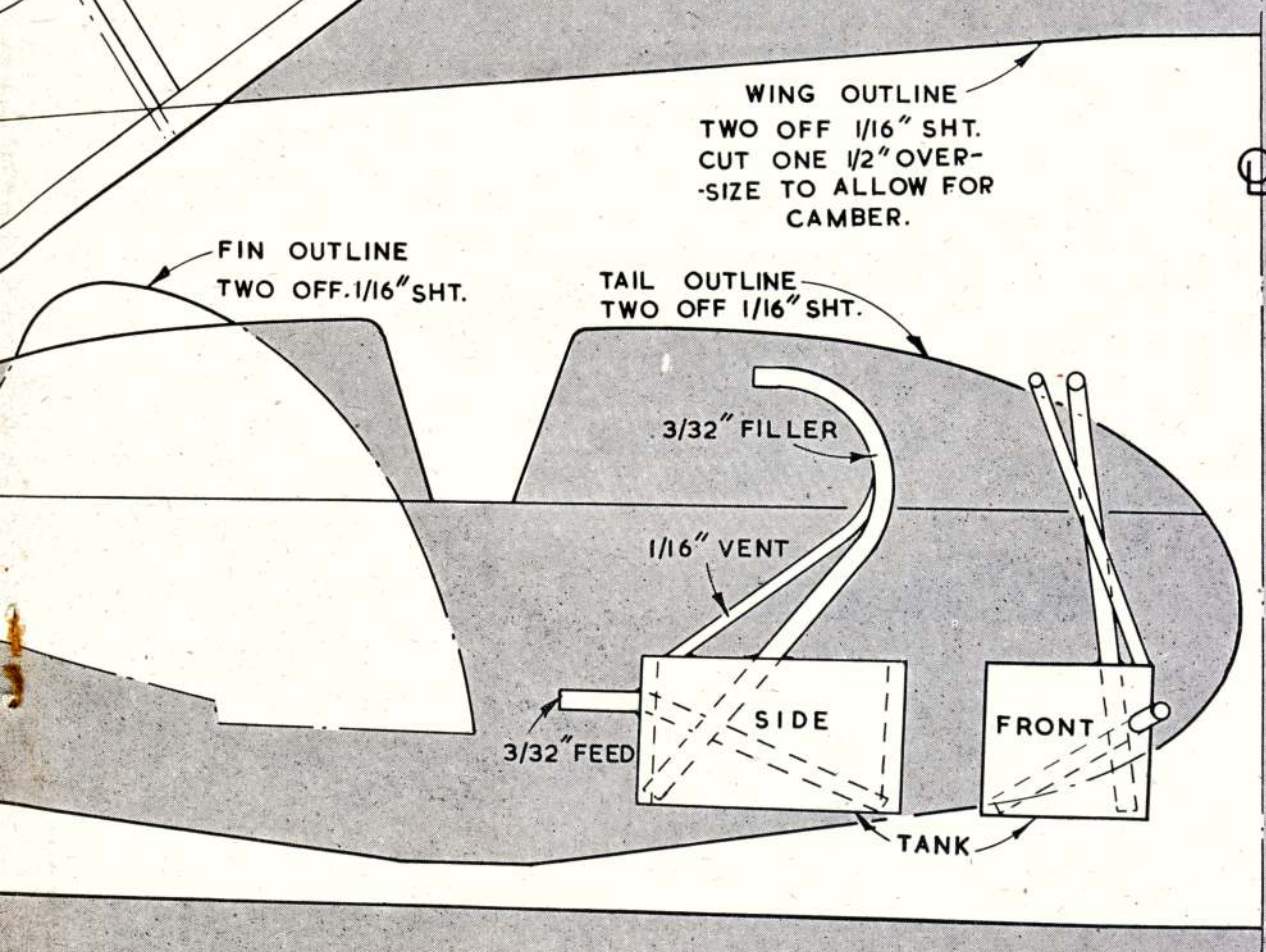 WING OUTLINE
TWO OFF 1/16" SHT.
CUT ONE 1/2" OVER-
-SIZE TO ALLOW FOR
CAMBER.
FIN OUTLINE
TWO OFF. 1/16" SHT.
TAIL OUTLINE
TWO OFF 1/16" SHT.
3/32" FILLER
1/16" VENT
SIDE
FRONT
3/32" FEED
TANK